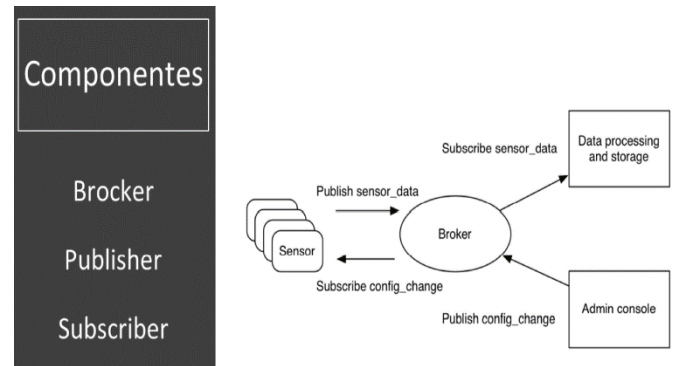 Componentes
Brocker
Publisher
Subscriber
Publish sensor_data
Sensor
Subscribe config_change
Broker
Subscribe sensor_data
Data processing
and storage
Publish config_change
Admin console